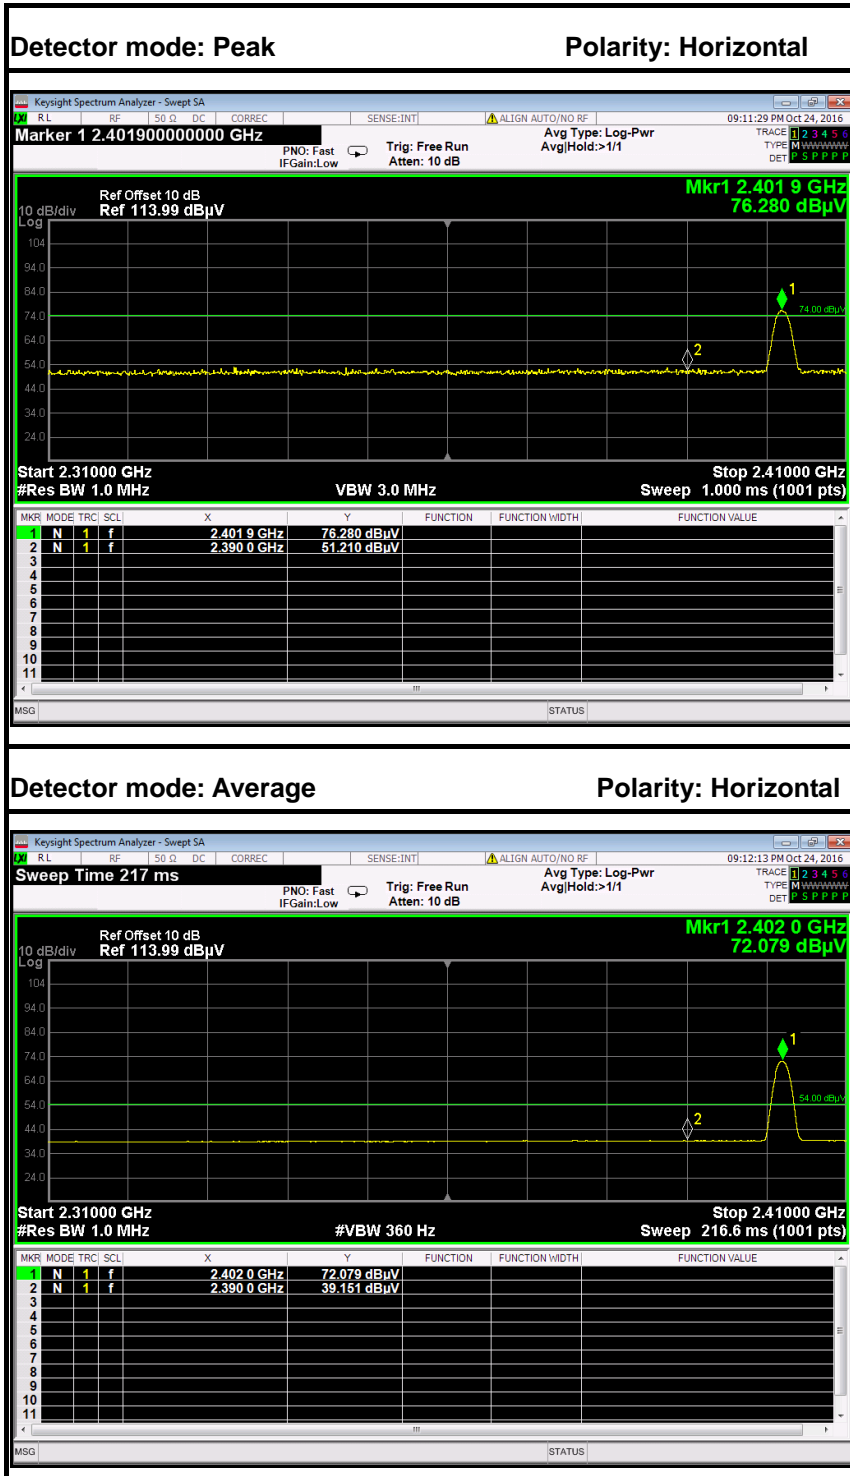 Detector mode: Peak Polarity: Horizontal
Keysight Spectrum Analyzer - Swept SA
RL RF 50 Ω DC CORREC SENSE:INT ALIGN AUTO/NO RF 09:11:29 PM Oct 24, 2016
Marker 1 2.401900000000 GHz Avg Type: Log-Pwr TRACE 1 2 3 4 5 6
PNO: Fast Trig: Free Run Avg|Hold:>1/1 TYPE M WWWWW
IFGain:Low Atten: 10 dB DET P S P P P P
Mkr1 2.401 9 GHz
Ref Offset 10 dB
10 dB/div Ref 113.99 dBµV 76.280 dBµV
Log
104
94.0
84.0
1
74.0 74.00 dBµV
64.0
2
54.0
44.0
34.0
24.0
Start 2.31000 GHz Stop 2.41000 GHz
#Res BW 1.0 MHz VBW 3.0 MHz Sweep 1.000 ms (1001 pts)
MKR MODE TRC SCL X Y FUNCTION FUNCTION WIDTH FUNCTION VALUE
1 N 1 f 2.401 9 GHz 76.280 dBµV
2 N 1 f 2.390 0 GHz 51.210 dBµV
3
4
5
6
7
8
9
10
11
MSG STATUS
Detector mode: Average Polarity: Horizontal
Keysight Spectrum Analyzer - Swept SA
RL RF 50 Ω DC CORREC SENSE:INT ALIGN AUTO/NO RF 09:12:13 PM Oct 24, 2016
Sweep Time 217 ms Avg Type: Log-Pwr TRACE 1 2 3 4 5 6
PNO: Fast Trig: Free Run Avg|Hold:>1/1 TYPE M WWWWW
IFGain:Low Atten: 10 dB DET P S P P P P
Mkr1 2.402 0 GHz
Ref Offset 10 dB
10 dB/div Ref 113.99 dBµV 72.079 dBµV
Log
104
94.0
84.0
1
74.0
64.0
54.0 54.00 dBµV
2
44.0
34.0
24.0
Start 2.31000 GHz Stop 2.41000 GHz
#Res BW 1.0 MHz #VBW 360 Hz Sweep 216.6 ms (1001 pts)
MKR MODE TRC SCL X Y FUNCTION FUNCTION WIDTH FUNCTION VALUE
1 N 1 f 2.402 0 GHz 72.079 dBµV
2 N 1 f 2.390 0 GHz 39.151 dBµV
3
4
5
6
7
8
9
10
11
MSG STATUS